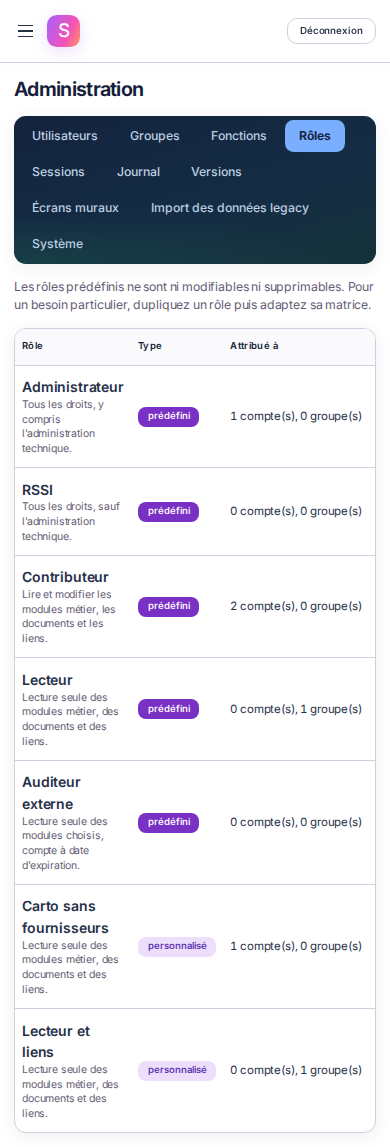 S
Déconnexion
Administration
Utilisateurs Groupes Fonctions Rôles
Sessions Journal Versions
Écrans muraux Import des données legacy
Système
Les rôles prédéfinis ne sont ni modifiables ni supprimables. Pour
un besoin particulier, dupliquez un rôle puis adaptez sa matrice.
Rôle Type Attribué à
Administrateur
Tous les droits, y
compris
l'administration
technique.
prédéfini
1 compte(s), 0 groupe(s)
RSSI
Tous les droits, sauf
l'administration
technique.
prédéfini
0 compte(s), 0 groupe(s)
Contributeur
Lire et modifier les
modules métier, les
documents et les
liens.
prédéfini
2 compte(s), 0 groupe(s)
Lecteur
Lecture seule des
modules métier, des
documents et des
liens.
prédéfini
0 compte(s), 1 groupe(s)
Auditeur
externe
Lecture seule des
modules choisis,
compte à date
d'expiration.
prédéfini
0 compte(s), 0 groupe(s)
Carto sans
fournisseurs
Lecture seule des
modules métier, des
documents et des
liens.
personnalisé
1 compte(s), 0 groupe(s)
Lecteur et
liens
Lecture seule des
modules métier, des
documents et des
liens.
personnalisé
0 compte(s), 1 groupe(s)